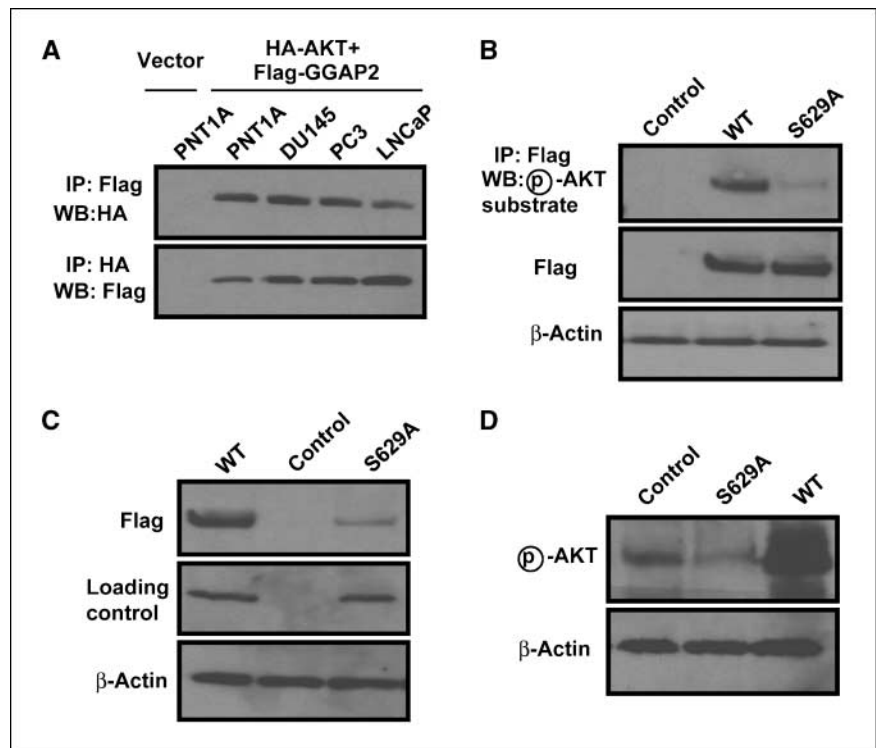 A
Vector
HA-AKT+
Flag-GGAP2
PNT1A
PNT1A
DU145
PC3
LNCaP
IP: Flag
WB:HA
IP: HA
WB: Flag
B
Control
WT
S629A
IP: Flag
WB:ⓟ-AKT
substrate
Flag
β-Actin
C
WT
Control
S629A
Flag
Loading
control
β-Actin
D
Control
S629A
WT
ⓟ-AKT
β-Actin